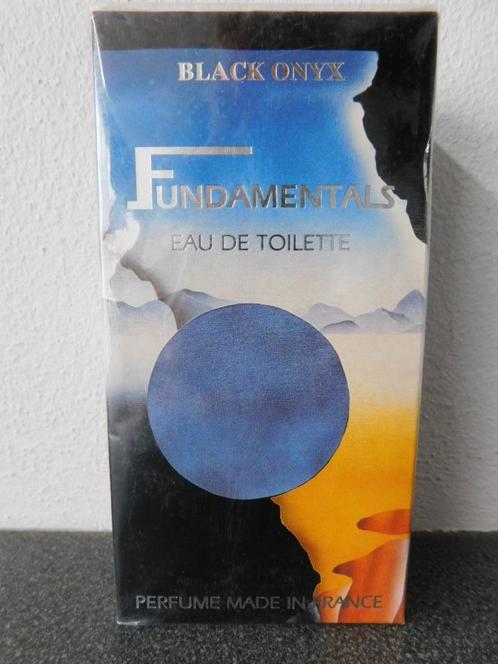 BLACK ONYX
FUNDAMENTALS
EAU DE TOILETTE
PERFUME MADE IN FRANCE